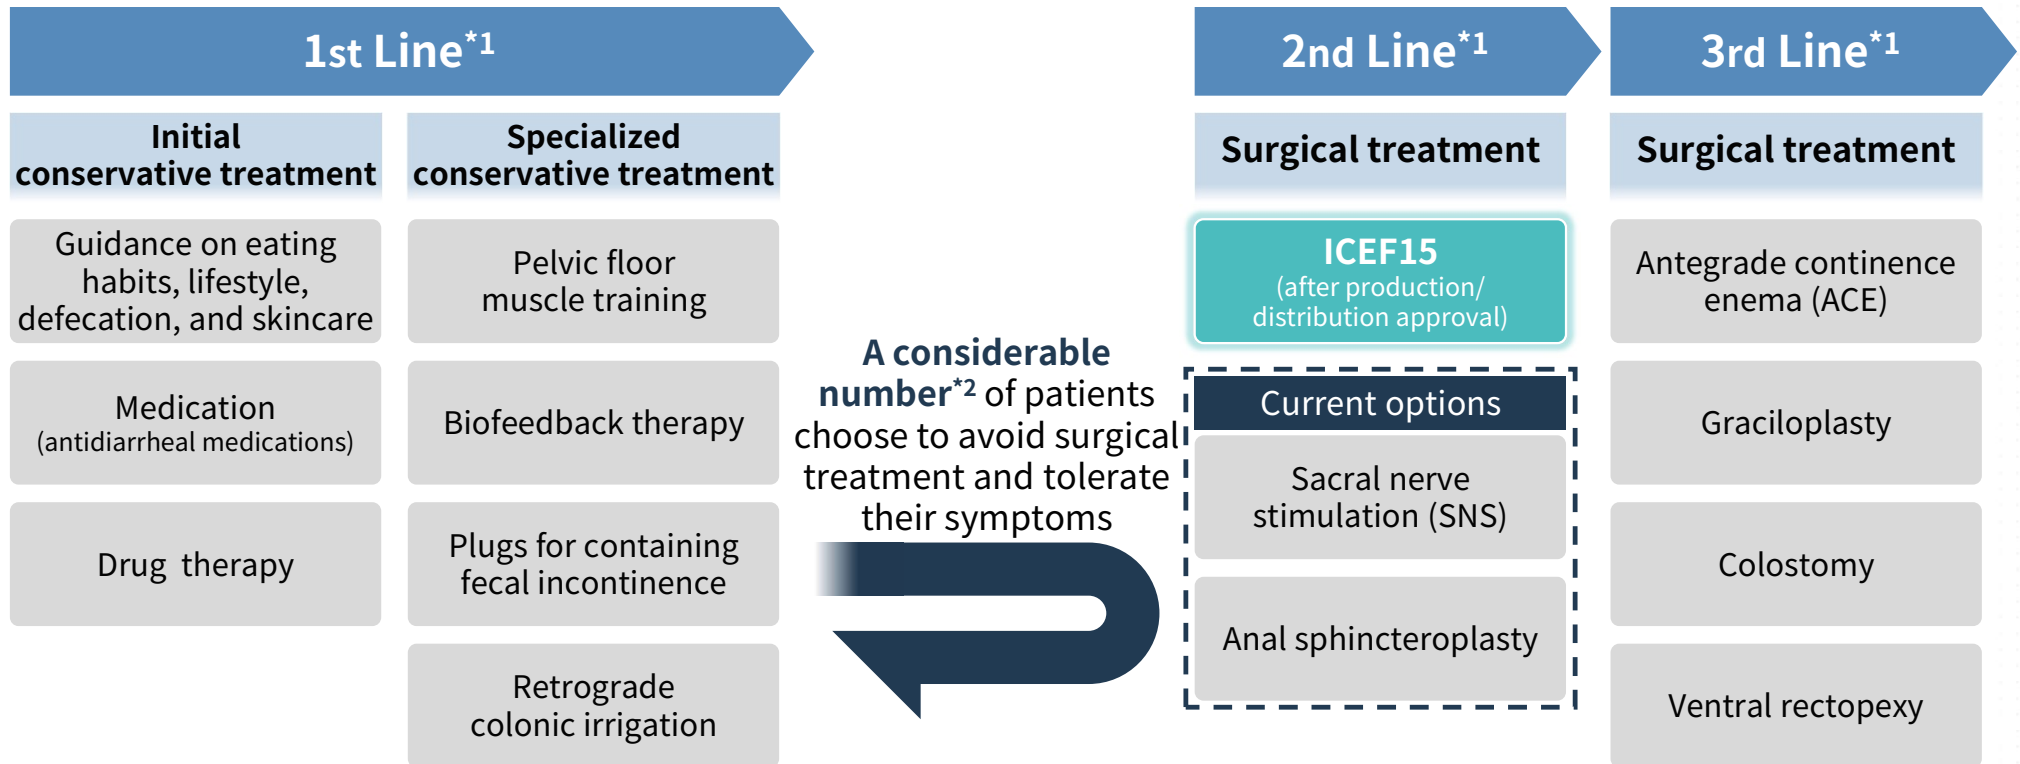 1st Line*1
Initial
conservative treatment
Guidance on eating
habits, lifestyle,
defecation, and skincare
Medication
(antidiarrheal medications)
Drug therapy
Specialized
conservative treatment
Pelvic floor
muscle training
Biofeedback therapy
Plugs for containing
fecal incontinence
Retrograde
colonic irrigation
A considerable
number*2 of patients
choose to avoid surgical
treatment and tolerate
their symptoms
2nd Line*1
Surgical treatment
ICEF15
(after production/
distribution approval)
Current options
Sacral nerve
stimulation (SNS)
Anal sphincteroplasty
3rd Line*1
Surgical treatment
Antegrade continence
enema (ACE)
Graciloplasty
Colostomy
Ventral rectopexy